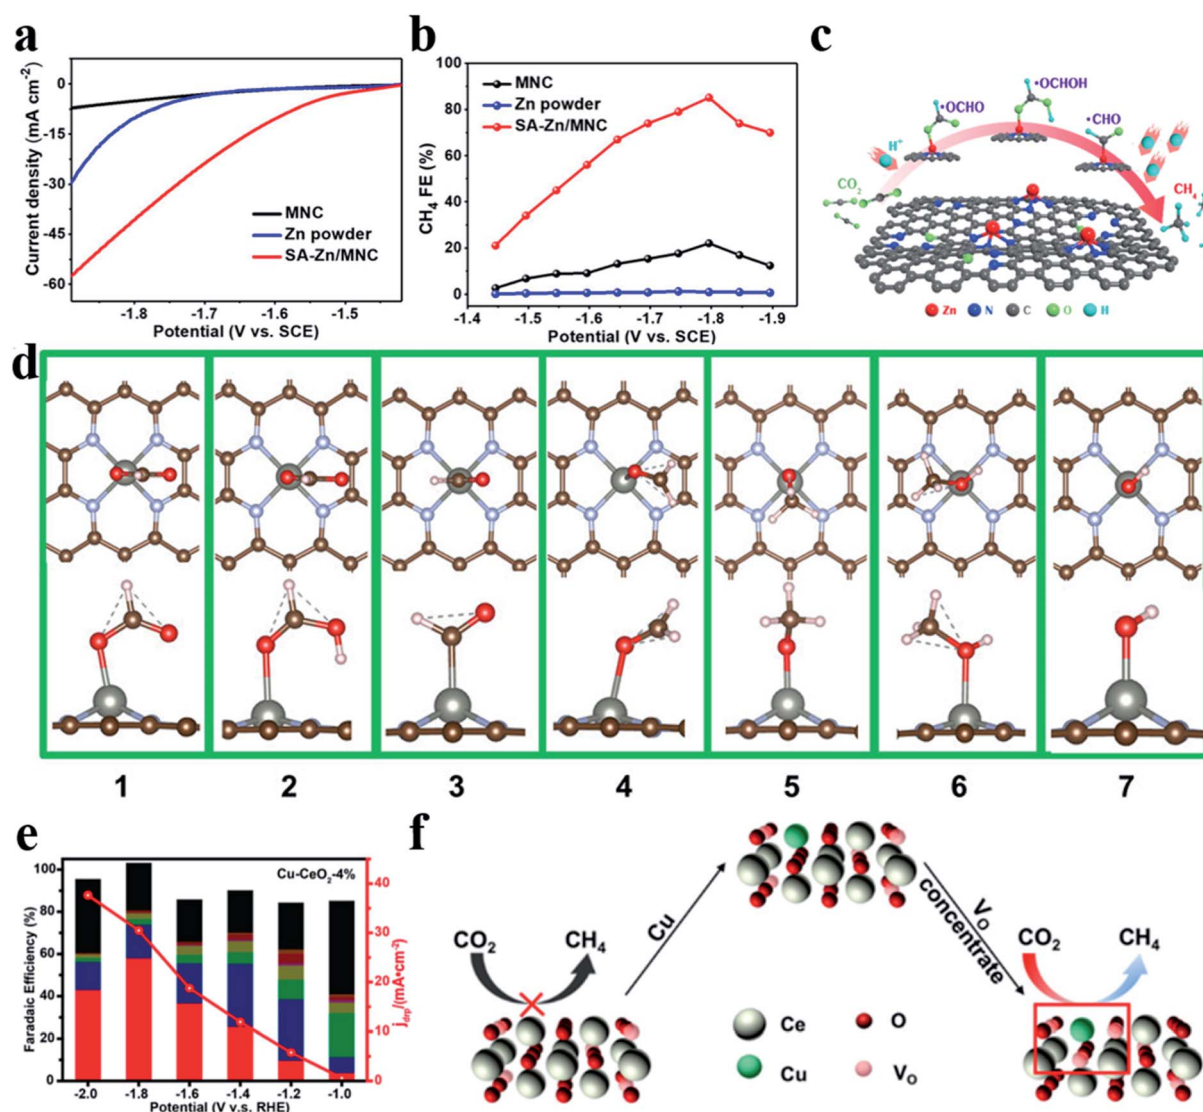 a
Current density (mA cm⁻²)
0
-15
-30
-45
-60
MNC
Zn powder
SA-Zn/MNC
-1.8
-1.7
-1.6
-1.5
Potential (V vs. SCE)
b
CH₄ FE (%)
100
80
60
40
20
0
MNC
Zn powder
SA-Zn/MNC
-1.4
-1.5
-1.6
-1.7
-1.8
-1.9
Potential (V vs. SCE)
c
•OCHO
•OCHOH
•CHO
H⁺
CO₂
CH₄
Zn
N
C
O
H
d
1
2
3
4
5
6
7
e
Faradaic Efficiency (%)
100
80
60
40
20
0
Cu-CeO₂-4%
40
30
20
10
0
j_drp/(mA•cm⁻²)
-2.0
-1.8
-1.6
-1.4
-1.2
-1.0
Potential (V v.s. RHE)
f
CO₂
CH₄
Cu
V_O
concentrate
CO₂
CH₄
Ce
O
Cu
V_O